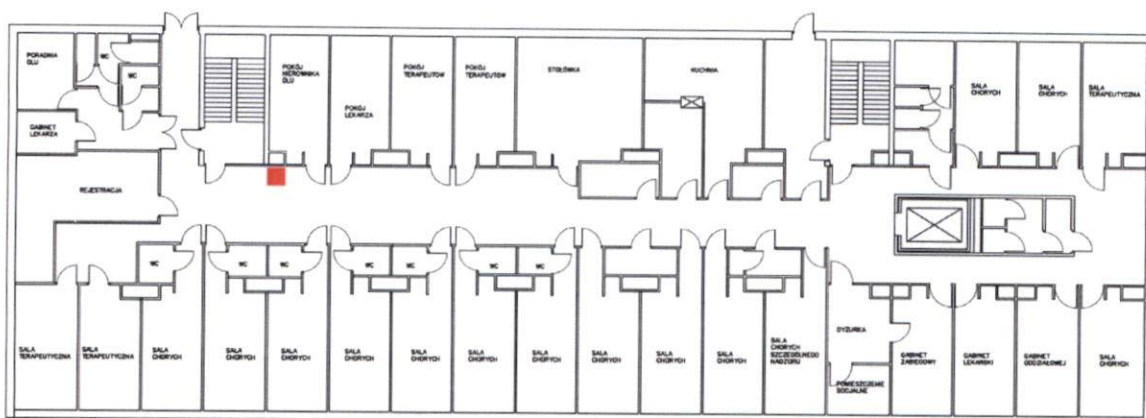 PORADNIA
OLU
WC
WC
POKÓJ
KIEROWNIKA
OLU
POKÓJ
LEKARZA
POKÓJ
TERAPEUTÓW
POKÓJ
TERAPEUTÓW
STOŁÓWKA
KUCHNIA
SALA
CHORYCH
SALA
CHORYCH
SALA
TERAPEUTYCZNA
GABINET
LEKARZA
REJESTRACJA
WC
WC
WC
WC
WC
WC
WC
SALA
TERAPEUTYCZNA
SALA
TERAPEUTYCZNA
SALA
CHORYCH
SALA
CHORYCH
SALA
CHORYCH
SALA
CHORYCH
SALA
CHORYCH
SALA
CHORYCH
SALA
CHORYCH
SALA
CHORYCH
SALA
CHORYCH
SALA
CHORYCH
SALA
CHORYCH
SZCZEGÓLNEGO
NADZORU
DYŻURKA
POMIESZCZENIE
SOCJALNE
GABINET
ZABIEGOWY
GABINET
LEKARSKI
GABINET
ODDZIAŁOWEJ
SALA
CHORYCH